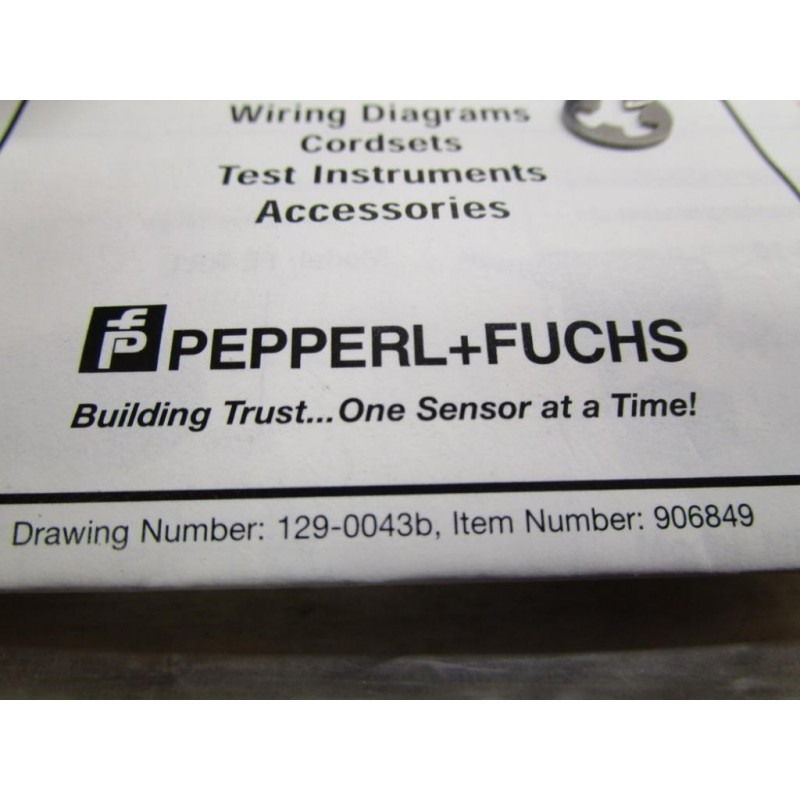 Wiring Diagrams
Cordsets
Test Instruments
Accessories
fp PEPPERL+FUCHS
Building Trust...One Sensor at a Time!
Drawing Number: 129-0043b, Item Number: 906849